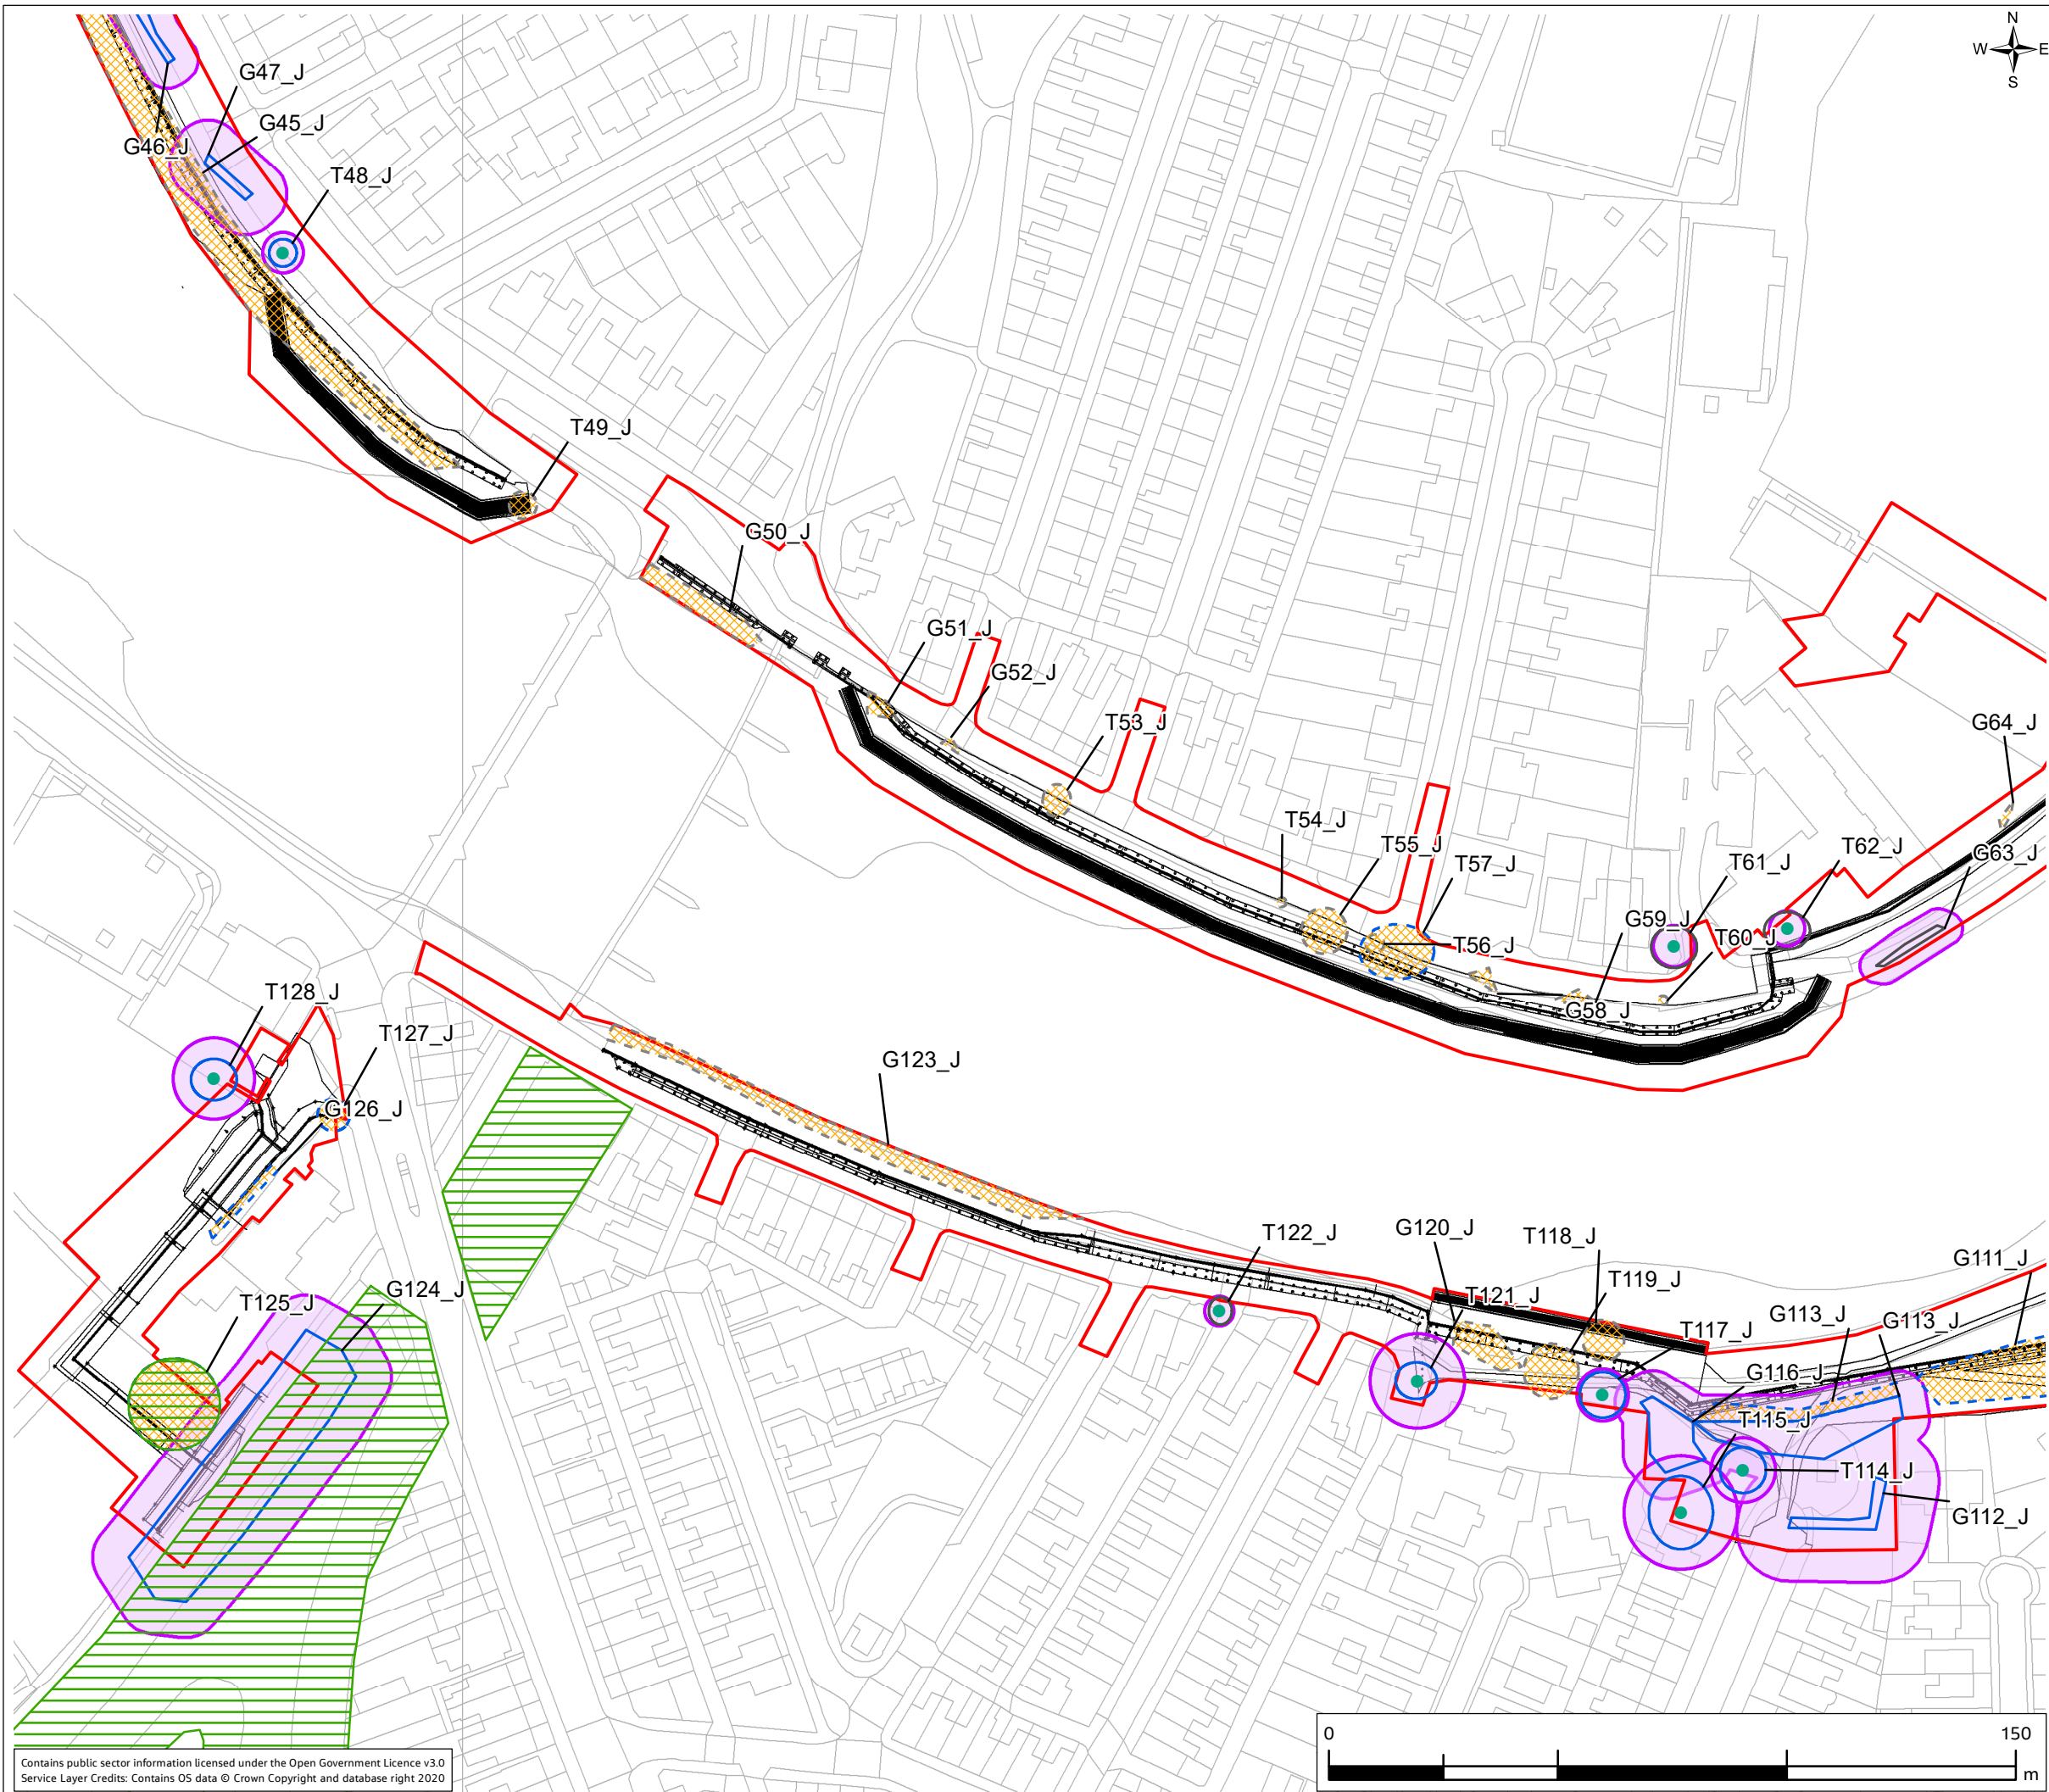 N
W E
S
G47_J
G45_J
G46_J
T48_J
T49_J
G50_J
G51_J
G52_J
T53_J
G64_J
T54_J
T55_J
T57_J
T62_J
G63_J
T61_J
G59_J
T60_J
T56_J
G58_J
T128_J
T127_J
G126_J
G123_J
T122_J
G120_J
T118_J
G111_J
T119_J
T121_J
G113_J
G113_J
T117_J
G116_J
T115_J
T125_J
G124_J
T114_J
G112_J
0 150
m
Contains public sector information licensed under the Open Government Licence v3.0
Service Layer Credits: Contains OS data © Crown Copyright and database right 2020